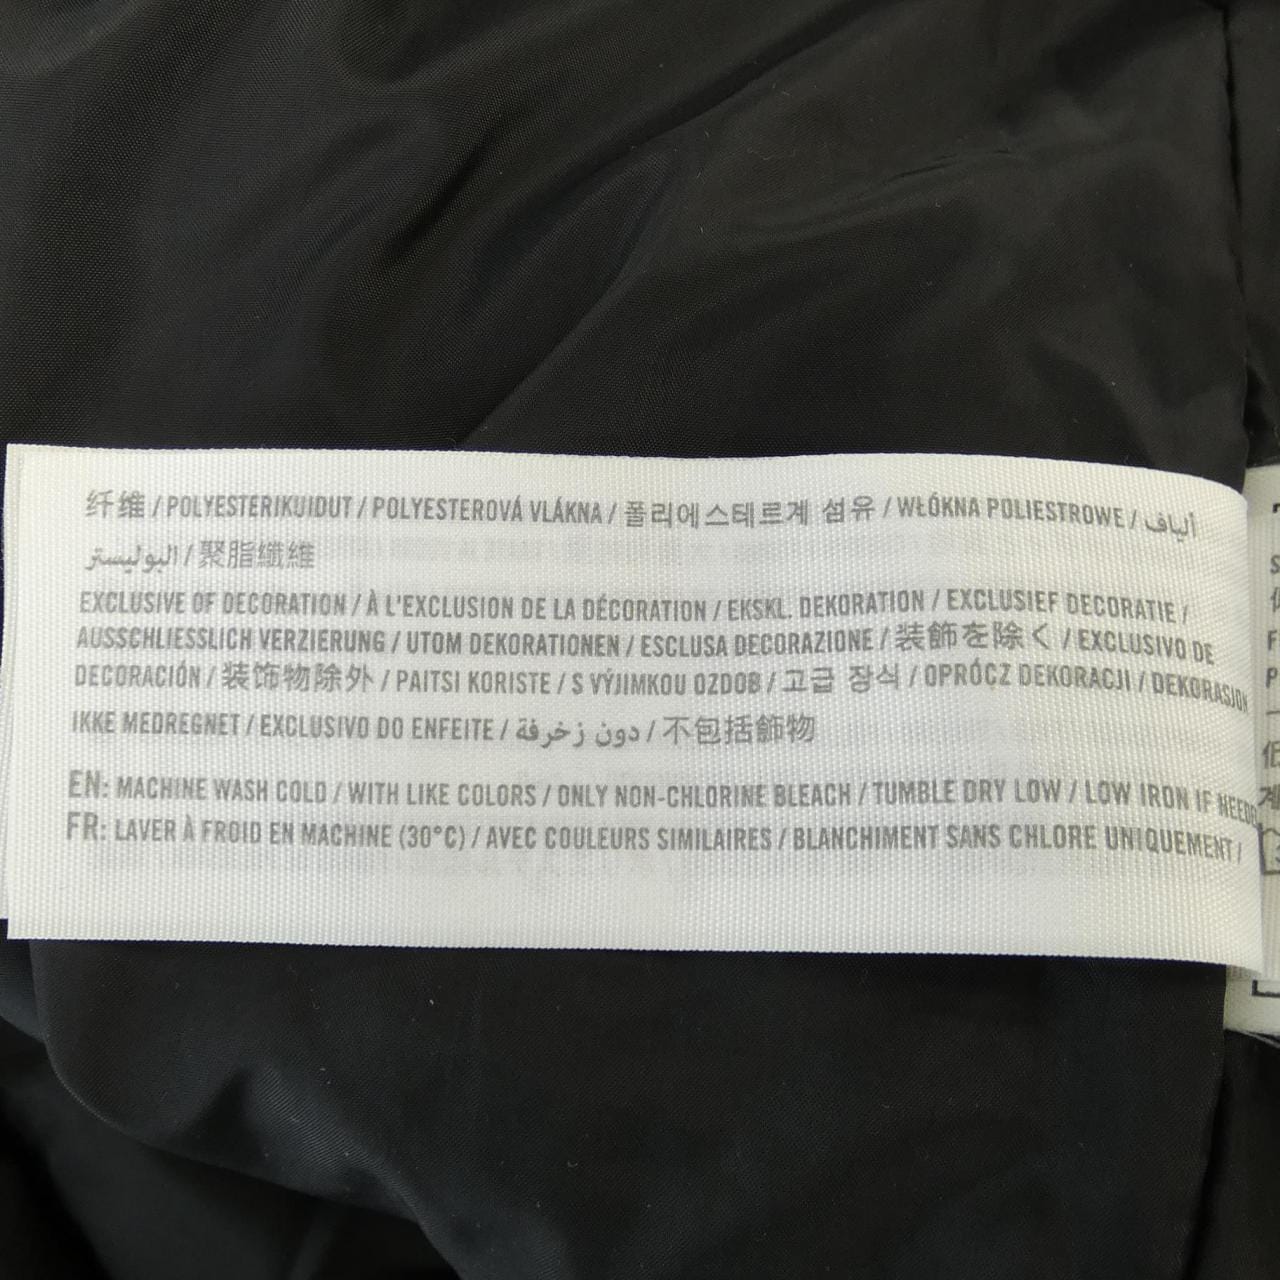 纤维 / POLYESTERIKUIDUT / POLYESTEROVÁ VLÁKNA / 폴리에스테르계 섬유 / WŁÓKNA POLIESTROWE / ألياف
البوليستر / 聚脂纖維
EXCLUSIVE OF DECORATION / À L'EXCLUSION DE LA DÉCORATION / EKSKL. DEKORATION / EXCLUSIEF DECORATIE /
AUSSCHLIESSLICH VERZIERUNG / UTOM DEKORATIONEN / ESCLUSA DECORAZIONE / 装飾を除く / EXCLUSIVO DE
DECORACIÓN / 装饰物除外 / PAITSI KORISTE / S VÝJIMKOU OZDOB / 고급 장식 / OPRÓCZ DEKORACJI / DEKORASJON
IKKE MEDREGNET / EXCLUSIVO DO ENFEITE / دون زخرفة / 不包括飾物
EN: MACHINE WASH COLD / WITH LIKE COLORS / ONLY NON-CHLORINE BLEACH / TUMBLE DRY LOW / LOW IRON IF NEEDED
FR: LAVER À FROID EN MACHINE (30°C) / AVEC COULEURS SIMILAIRES / BLANCHIMENT SANS CHLORE UNIQUEMENT /